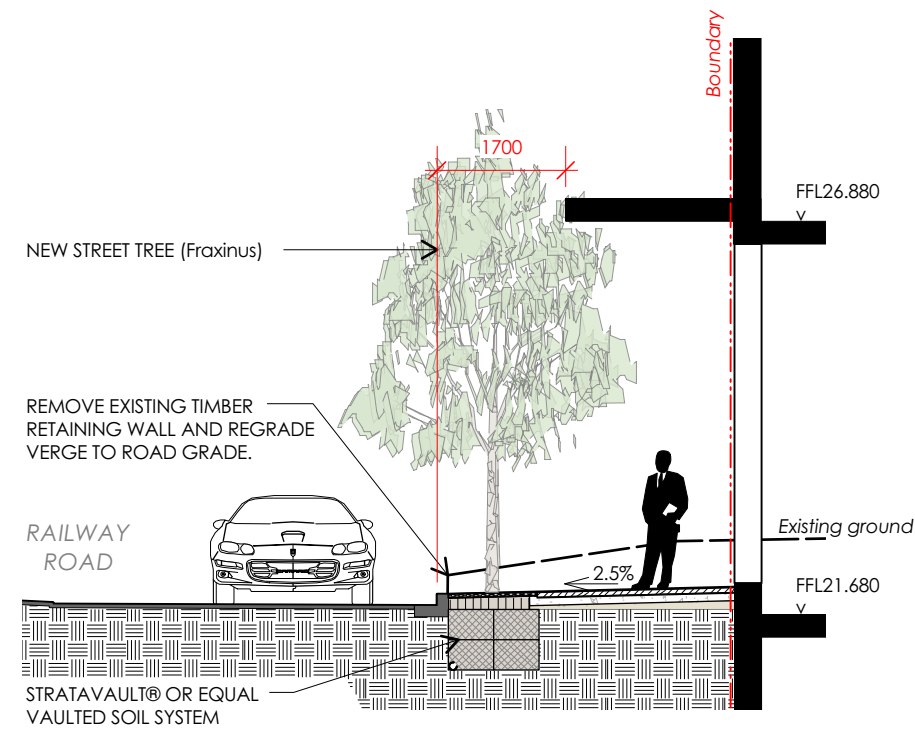 Boundary
1700
FFL26.880
NEW STREET TREE (Fraxinus)
REMOVE EXISTING TIMBER
RETAINING WALL AND REGRADE
VERGE TO ROAD GRADE.
RAILWAY
ROAD
Existing ground
2.5%
FFL21.680
STRATAVAULT® OR EQUAL
VAULTED SOIL SYSTEM